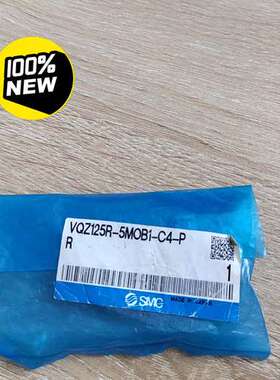 100%
NEW
VQZ125R-5MOB1-C4-P
R
1
SMC
MADE IN JAPAN